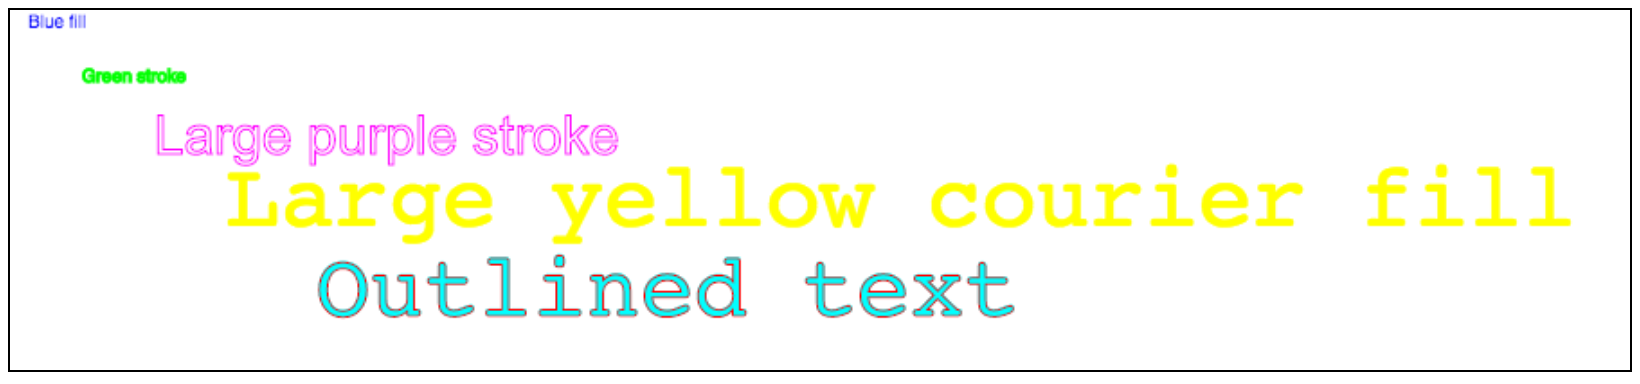 Blue fill
Green stroke
Large purple stroke
Large yellow courier fill
Outlined text